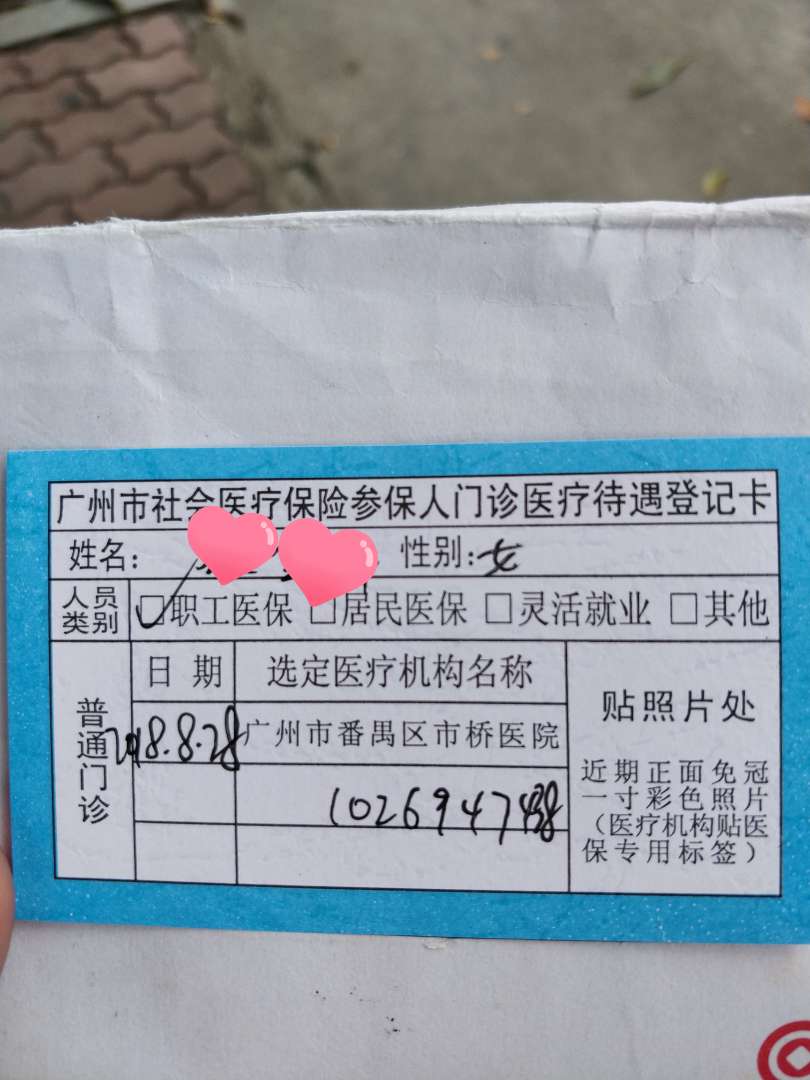 广州市社会医疗保险参保人门诊医疗待遇登记卡
姓名： 性别：女
人员类别 ☑职工医保 □居民医保 □灵活就业 □其他
普通门诊
日期 选定医疗机构名称
2018.8.28 广州市番禺区市桥医院
1026947438
贴照片处
近期正面免冠
一寸彩色照片
（医疗机构贴医
保专用标签）